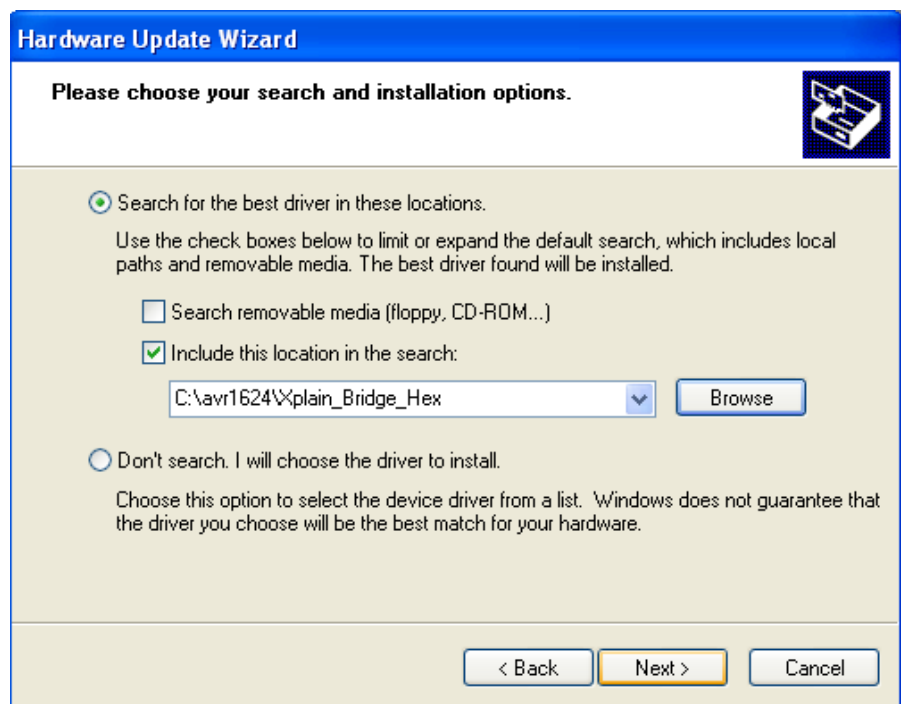 Hardware Update Wizard
Please choose your search and installation options.
Search for the best driver in these locations.
Use the check boxes below to limit or expand the default search, which includes local
paths and removable media. The best driver found will be installed.
Search removable media (floppy, CD-ROM...)
Include this location in the search:
C:\avr1624\Xplain_Bridge_Hex
Browse
Don't search. I will choose the driver to install.
Choose this option to select the device driver from a list. Windows does not guarantee that
the driver you choose will be the best match for your hardware.
< Back Next > Cancel